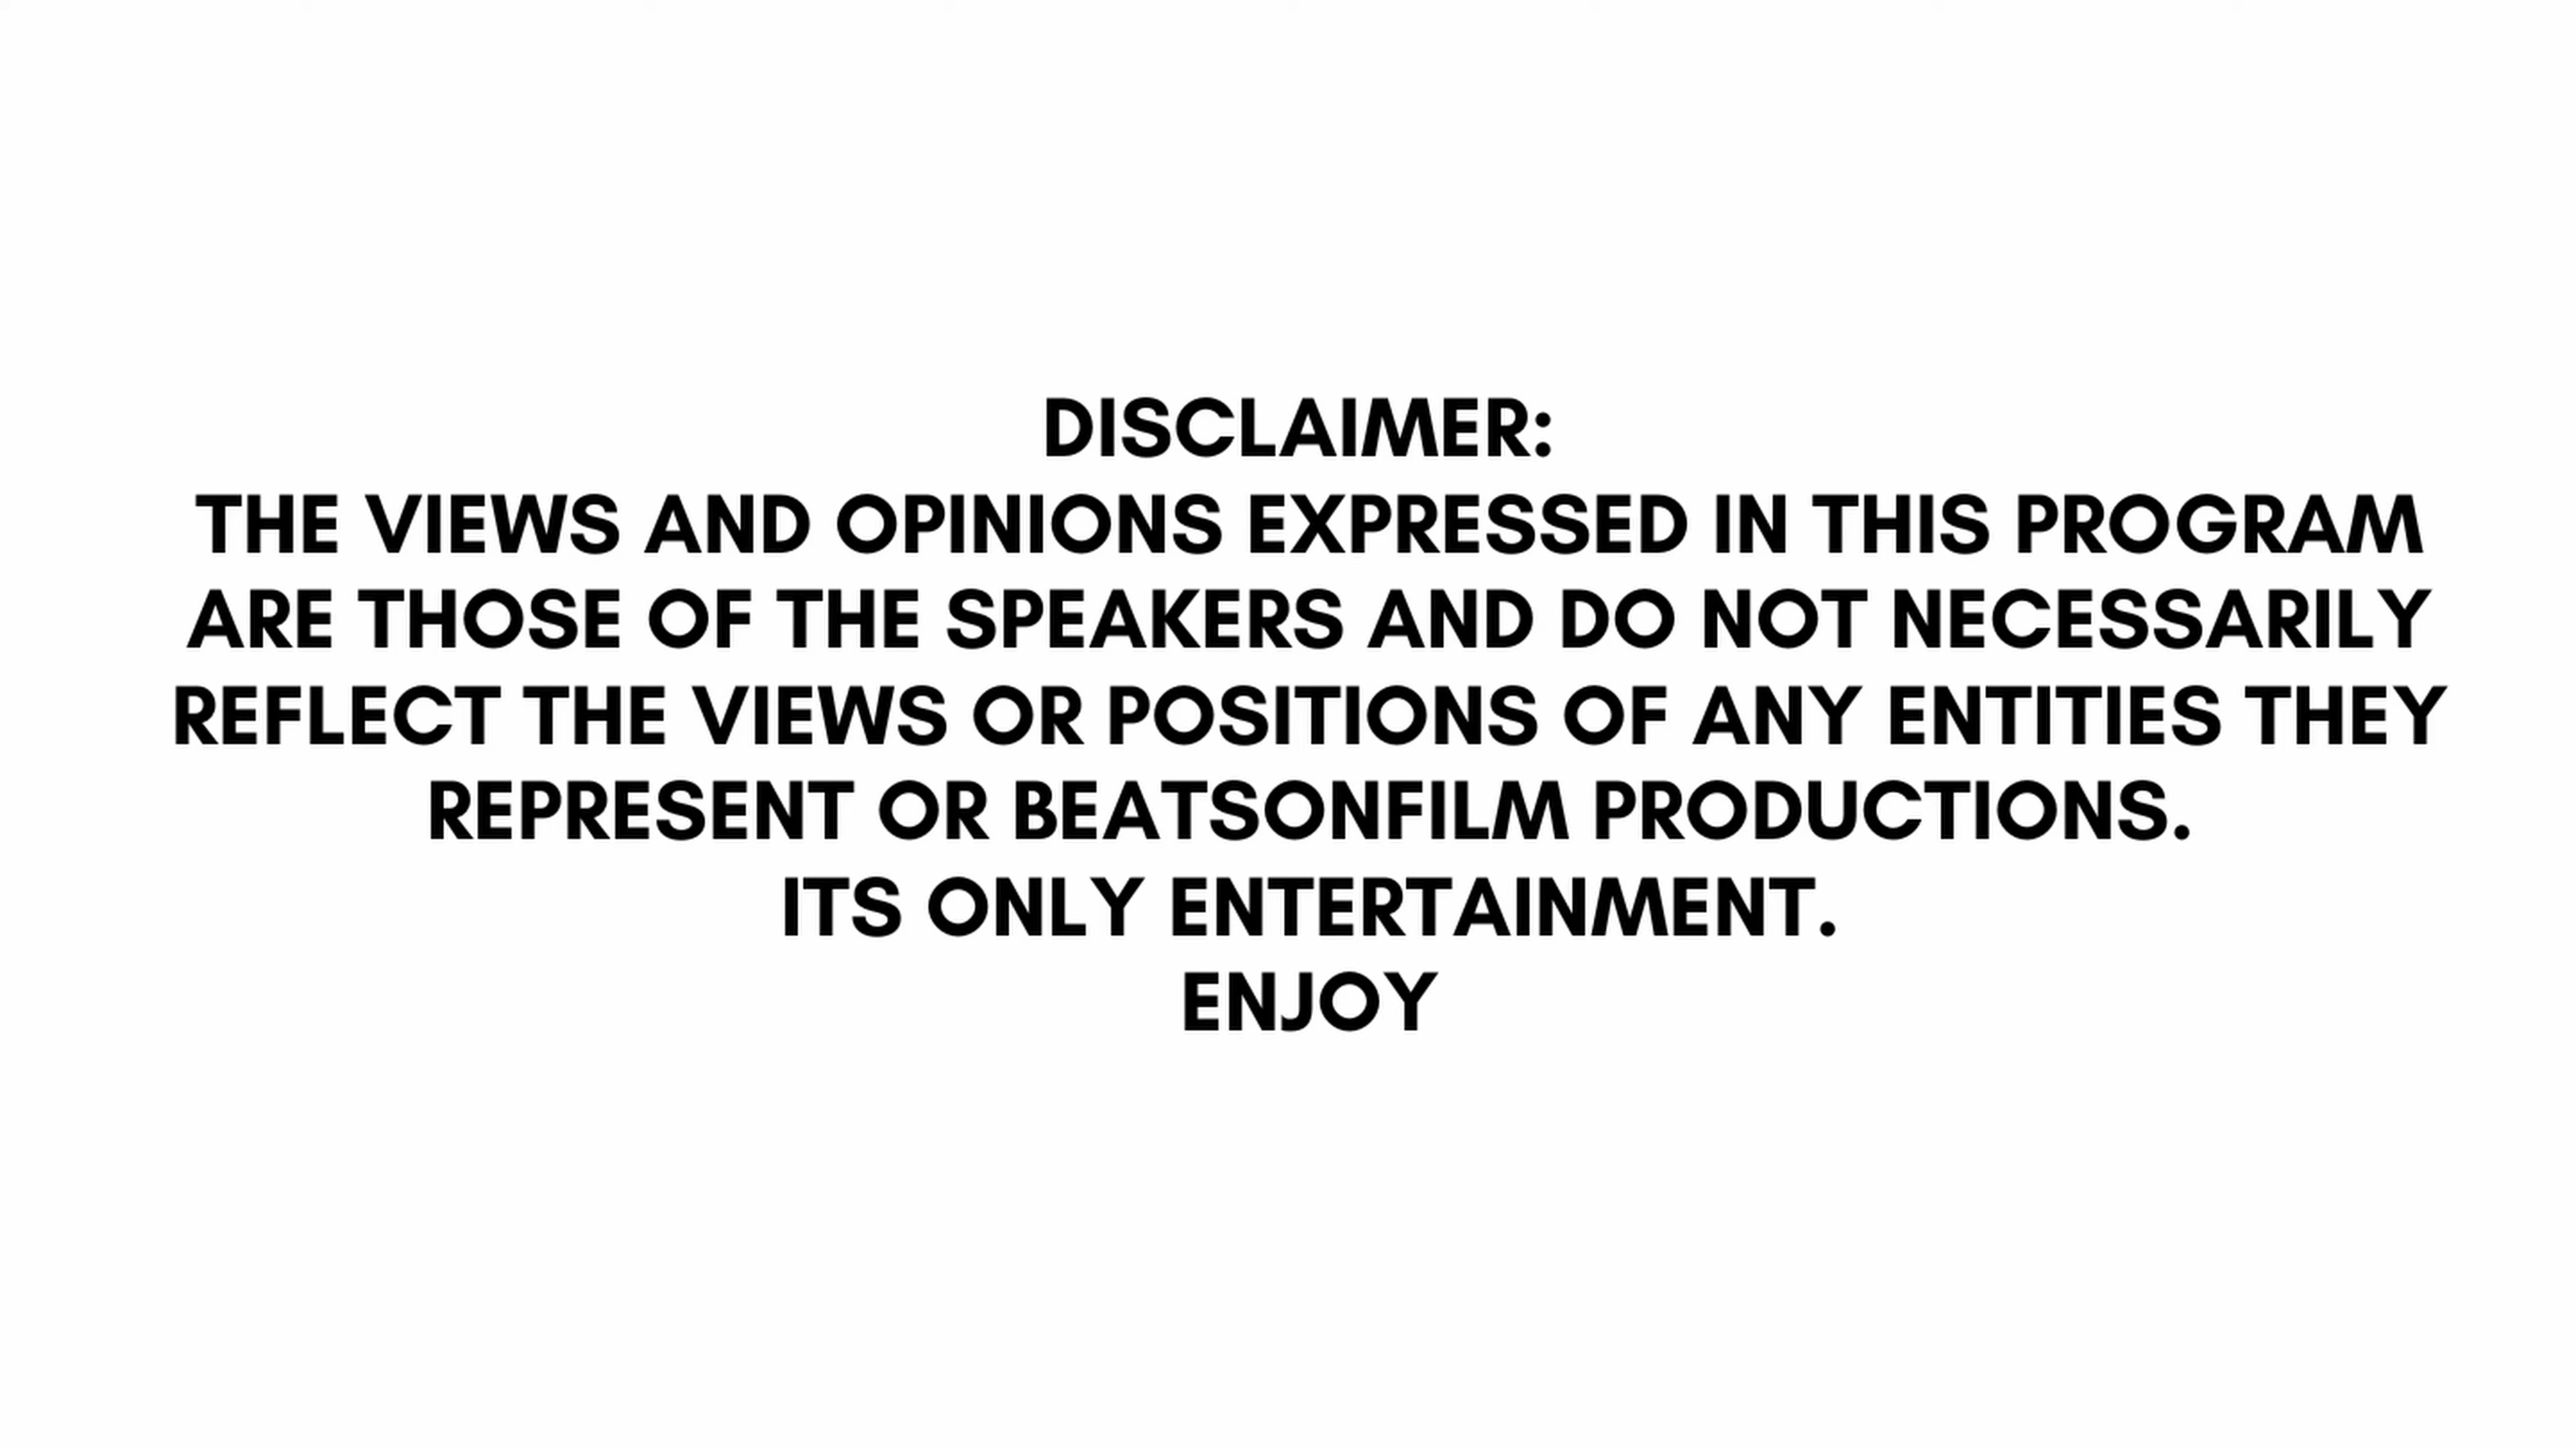 DISCLAIMER:
THE VIEWS AND OPINIONS EXPRESSED IN THIS PROGRAM
ARE THOSE OF THE SPEAKERS AND DO NOT NECESSARILY
REFLECT THE VIEWS OR POSITIONS OF ANY ENTITIES THEY
REPRESENT OR BEATSONFILM PRODUCTIONS.
ITS ONLY ENTERTAINMENT.
ENJOY